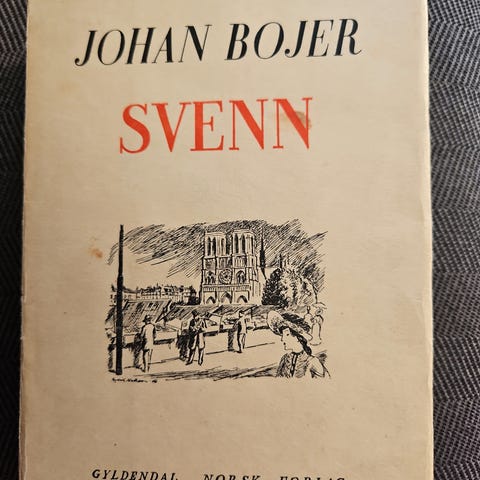 JOHAN BOJER
SVENN
GYLDENDAL NORSK FORLAG